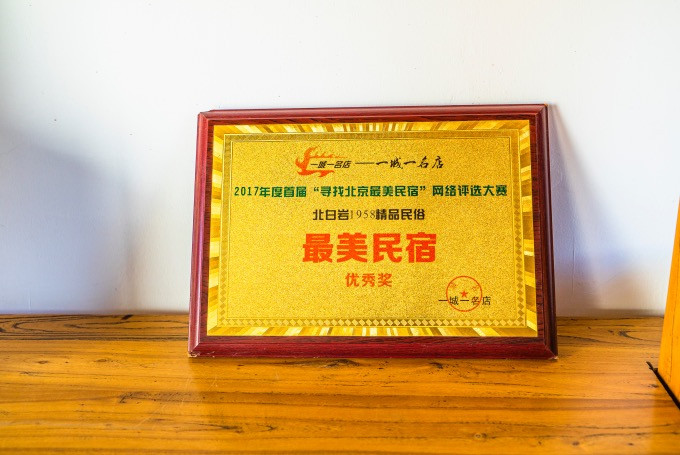 一城一名店 ——一城一名店
2017年度首届“寻找北京最美民宿”网络评选大赛
北白岩1958精品民俗
最美民宿
优秀奖
一城一名店